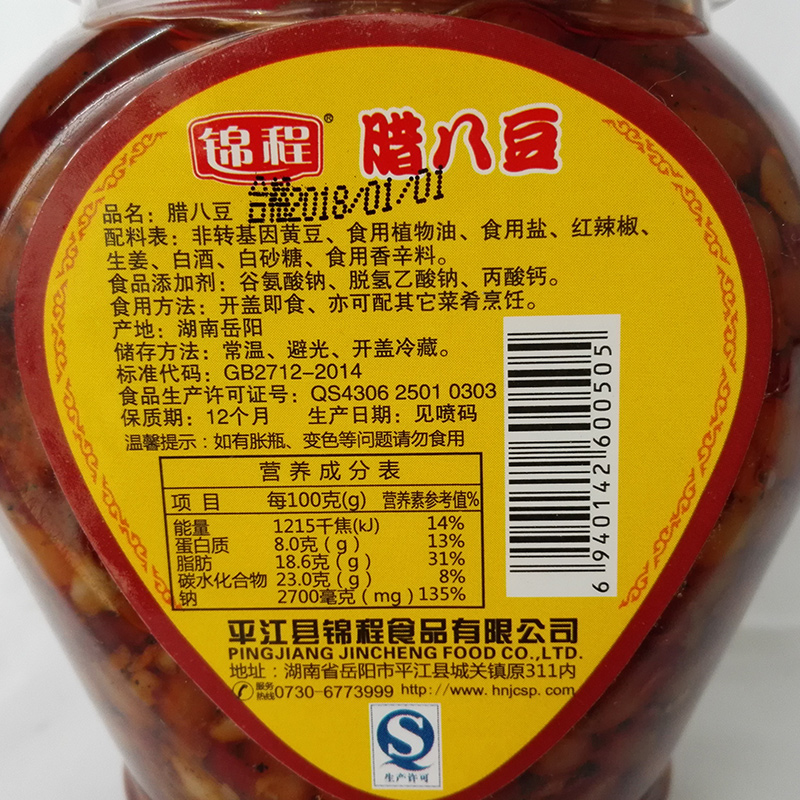 锦程® 腊八豆
合格2018/01/01
品名：腊八豆
配料表：非转基因黄豆、食用植物油、食用盐、红辣椒、
生姜、白酒、白砂糖、食用香辛料。
食品添加剂：谷氨酸钠、脱氢乙酸钠、丙酸钙。
食用方法：开盖即食、亦可配其它菜肴烹饪。
产地：湖南岳阳
储存方法：常温、避光、开盖冷藏。
标准代码：GB2712-2014
食品生产许可证号：QS4306 2501 0303
保质期：12个月 生产日期：见喷码
温馨提示：如有胀瓶、变色等问题请勿食用
营养成分表
项目 每100克(g) 营养素参考值%
能量 1215千焦(kJ) 14%
蛋白质 8.0克（g） 13%
脂肪 18.6克（g） 31%
碳水化合物 23.0克（g） 8%
钠 2700毫克（mg） 135%
6 940142 600505
平江县锦程食品有限公司
PINGJIANG JINCHENG FOOD CO.,LTD.
地址：湖南省岳阳市平江县城关镇原311内
服务热线0730-6773999 http://www.hnjcsp.com
生产许可